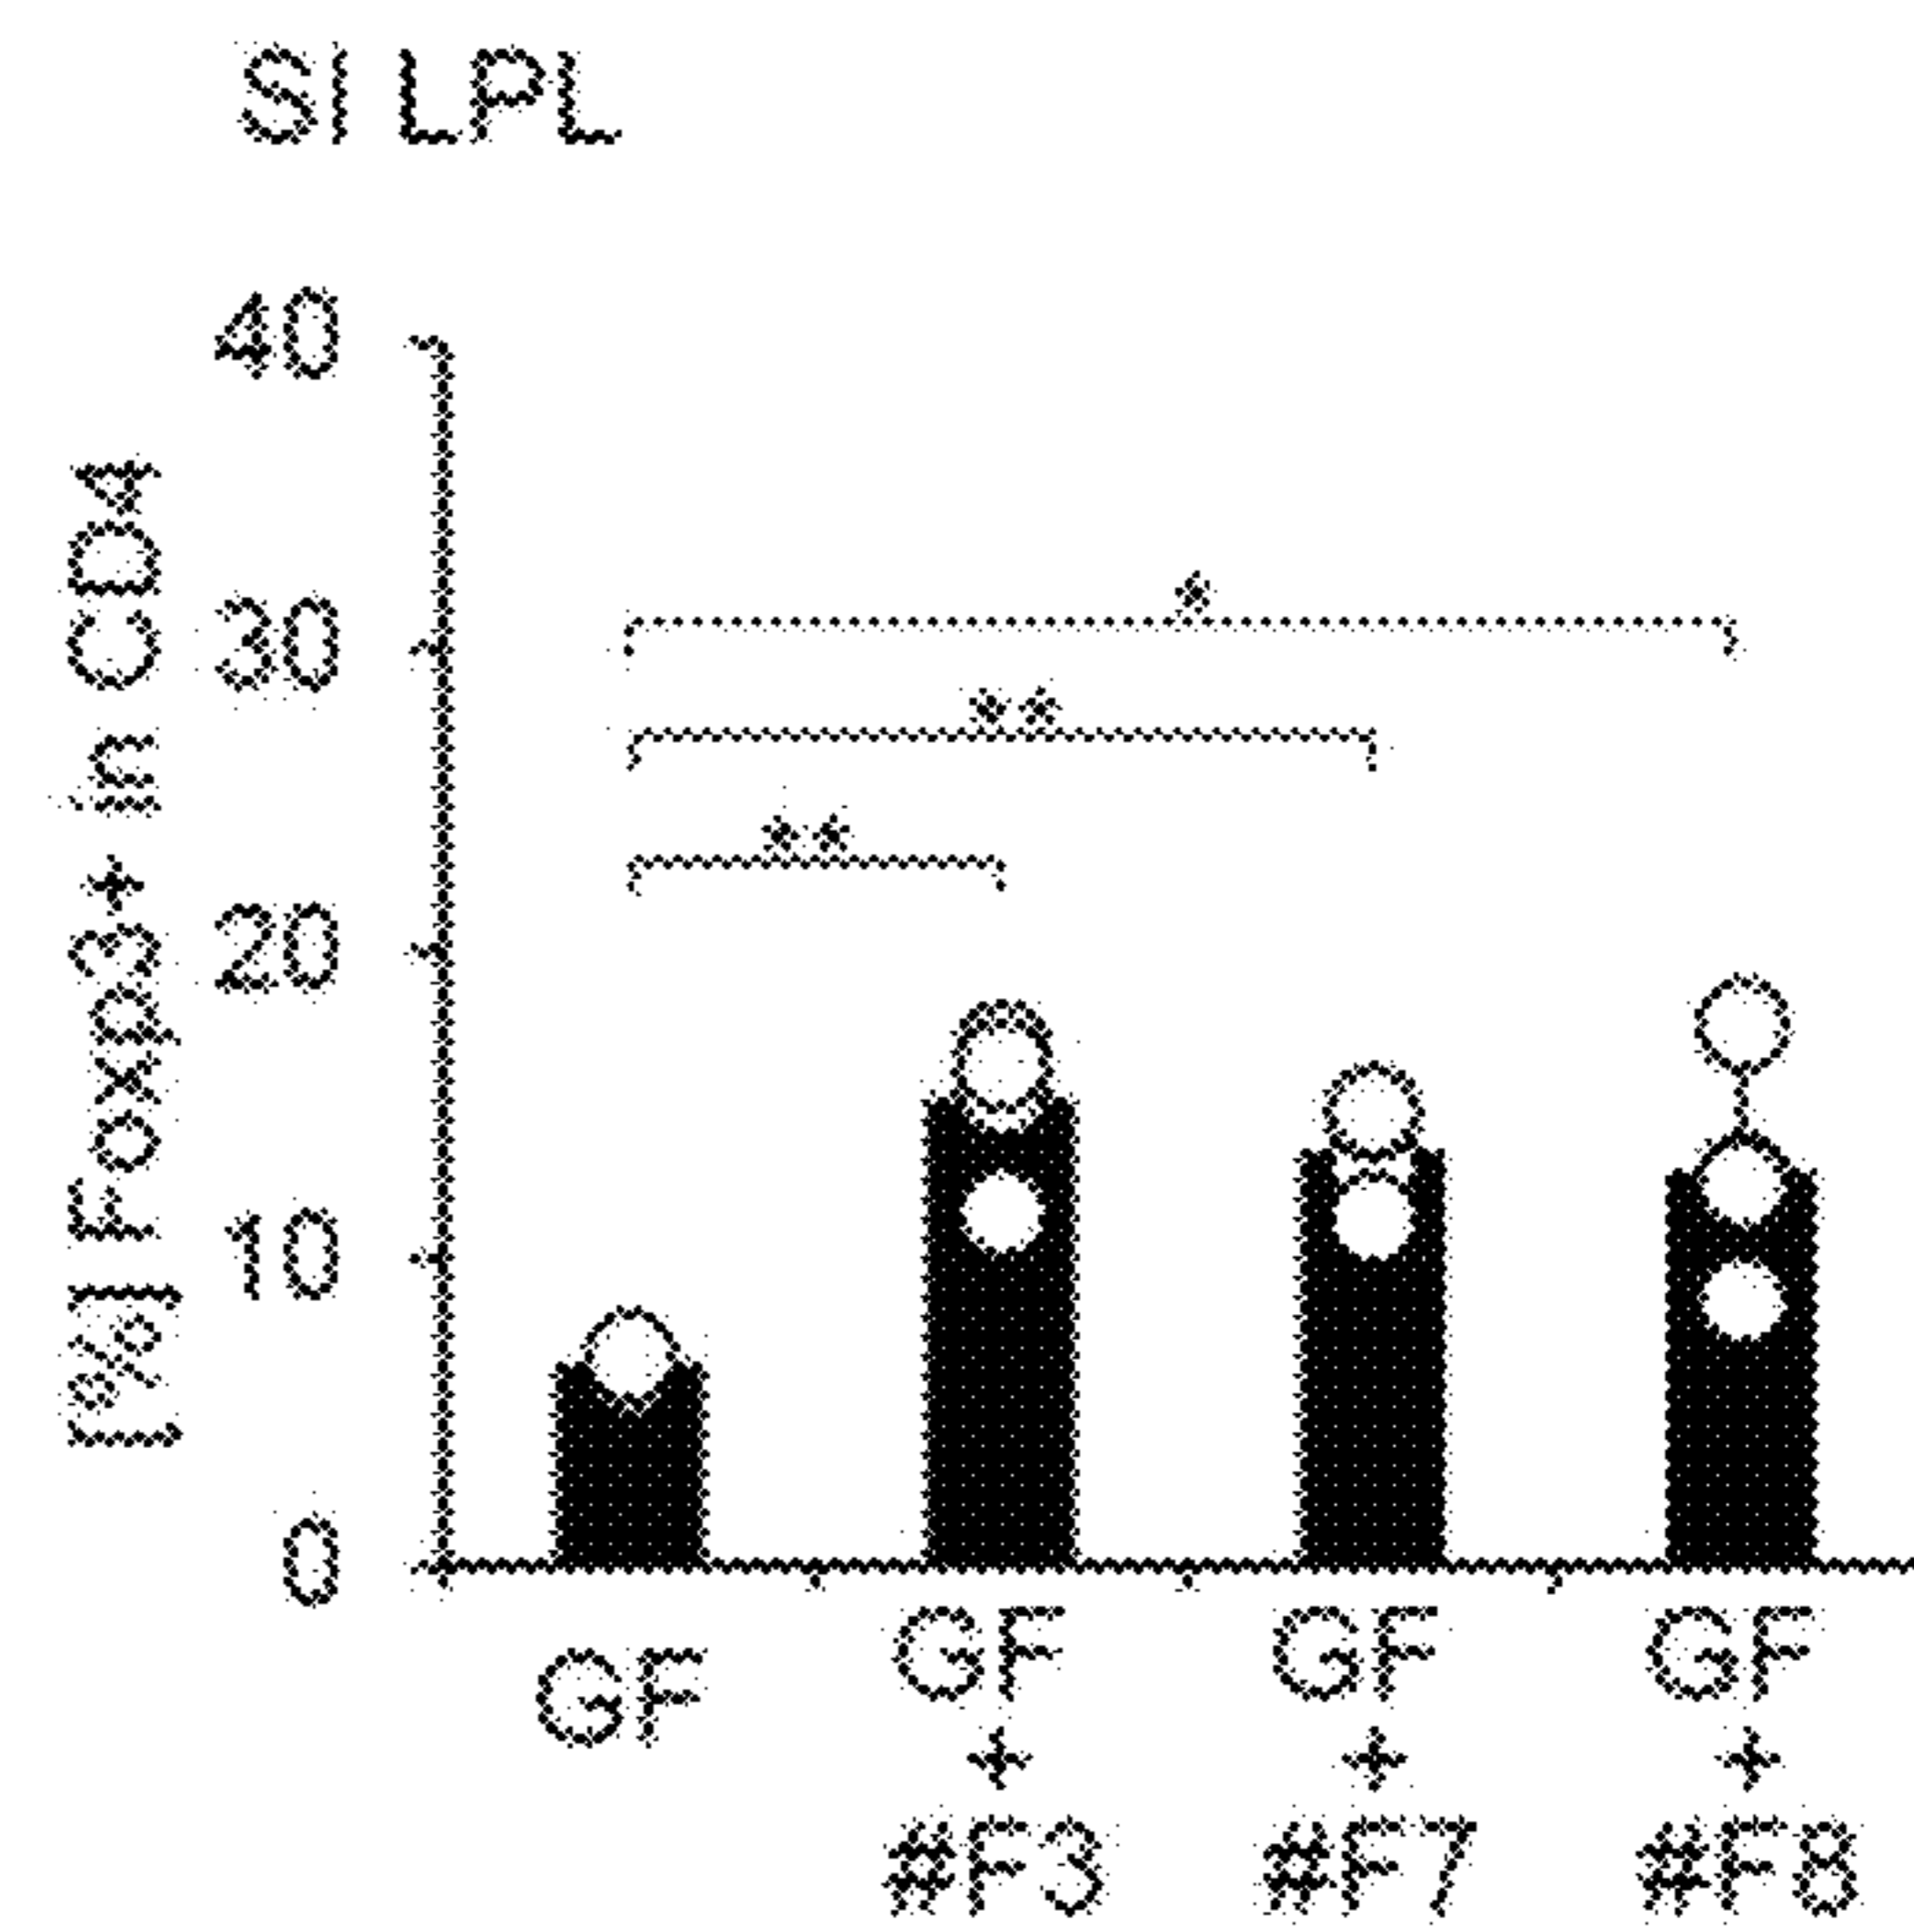 SI LPL
[%] Foxp3+ in CD4
40
30
20
10
0
*
**
**
GF
GF
+
#F3
GF
+
#F7
GF
+
#F8